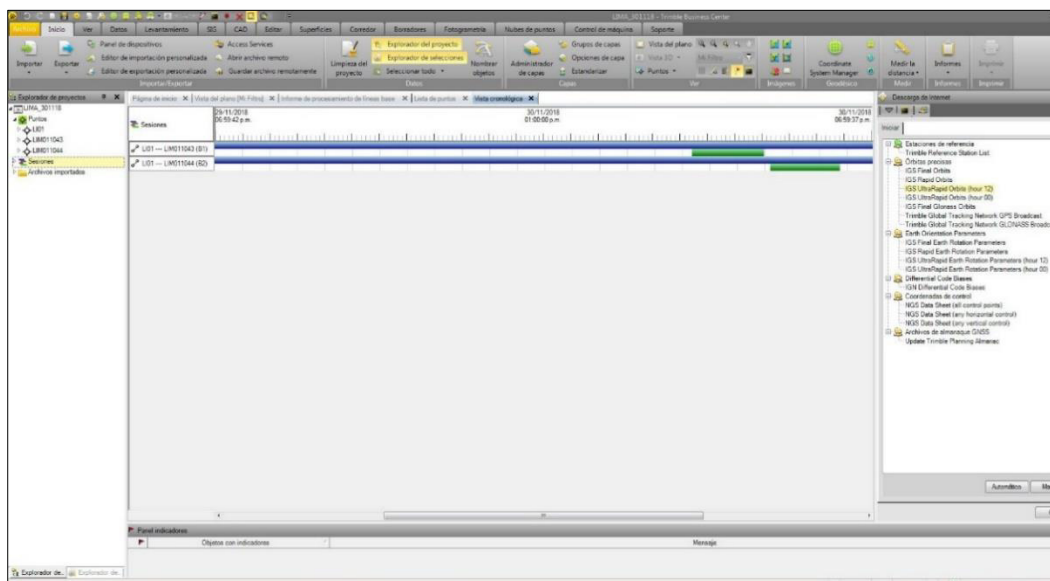 LIMA_301118 - Trimble Business Center
Archivo Inicio Ver Datos Levantamiento SIG CAD Editar Superficies Corredor Borradores Fotogrametría Nubes de puntos Control de máquina Soporte
Importar
Exportar
Panel de dispositivos
Editor de importación personalizada
Editor de exportación personalizada
Access Services
Abrir archivo remoto
Guardar archivo remotamente
Importar/Exportar
Limpieza del proyecto
Explorador del proyecto
Explorador de selecciones
Seleccionar todo
Nombrar objetos
Datos
Administrador de capas
Grupos de capas
Opciones de capa
Estandarizar
Capas
Vista del plano
Vista 3D
Puntos
Ver
Imágenes
Coordinate System Manager
Geodésico
Medir la distancia
Medir
Informes
Informes
Imprimir
Imprimir
Explorador de proyectos
LIMA_301118
Puntos
LI01
LIM011043
LIM011044
Sesiones
Archivos importados
Página de inicio
Vista del plano [Mi Filtro]
Informe de procesamiento de líneas base
Lista de puntos
Vista cronológica
Sesiones
29/11/2018
06:59:42 p.m.
30/11/2018
01:00:00 p.m.
30/11/2018
06:59:37 p.m.
LI01 --- LIM011043 (B1)
LI01 --- LIM011044 (B2)
Panel indicadores
Objetos con indicadores
Mensaje
Explorador de...
Explorador de...
Descarga de Internet
Iniciar
Estaciones de referencia
Trimble Reference Station List
Órbitas precisas
IGS Final Orbits
IGS Rapid Orbits
IGS UltraRapid Orbits (hour 12)
IGS UltraRapid Orbits (hour 00)
IGS Final Glonass Orbits
Trimble Global Tracking Network GPS Broadcast
Trimble Global Tracking Network GLONASS Broadc
Earth Orientation Parameters
IGS Final Earth Rotation Parameters
IGS Rapid Earth Rotation Parameters
IGS UltraRapid Earth Rotation Parameters (hour 12)
IGS UltraRapid Earth Rotation Parameters (hour 00)
Differential Code Biases
IGN Differential Code Biases
Coordenadas de control
NGS Data Sheet (all control points)
NGS Data Sheet (any horizontal control)
NGS Data Sheet (any vertical control)
Archivos de almanaque GNSS
Update Trimble Planning Almanac
Automático
Ma